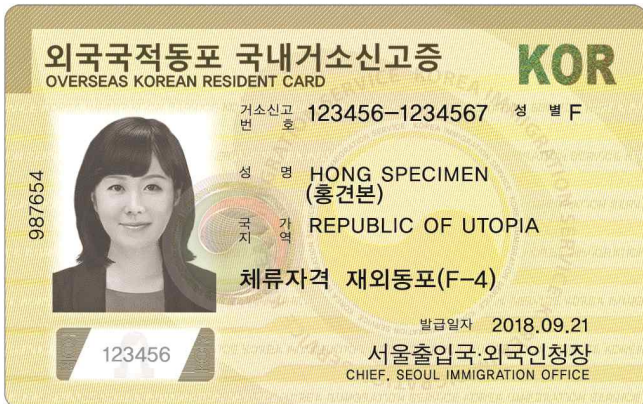 외국국적동포 국내거소신고증
KOR
OVERSEAS KOREAN RESIDENT CARD
거소신고
번 호
123456-1234567
성 별 F
성 명
HONG SPECIMEN
(홍견본)
국 가
지 역
REPUBLIC OF UTOPIA
987654
체류자격 재외동포(F-4)
발급일자 2018.09.21
123456
서울출입국·외국인청장
CHIEF, SEOUL IMMIGRATION OFFICE